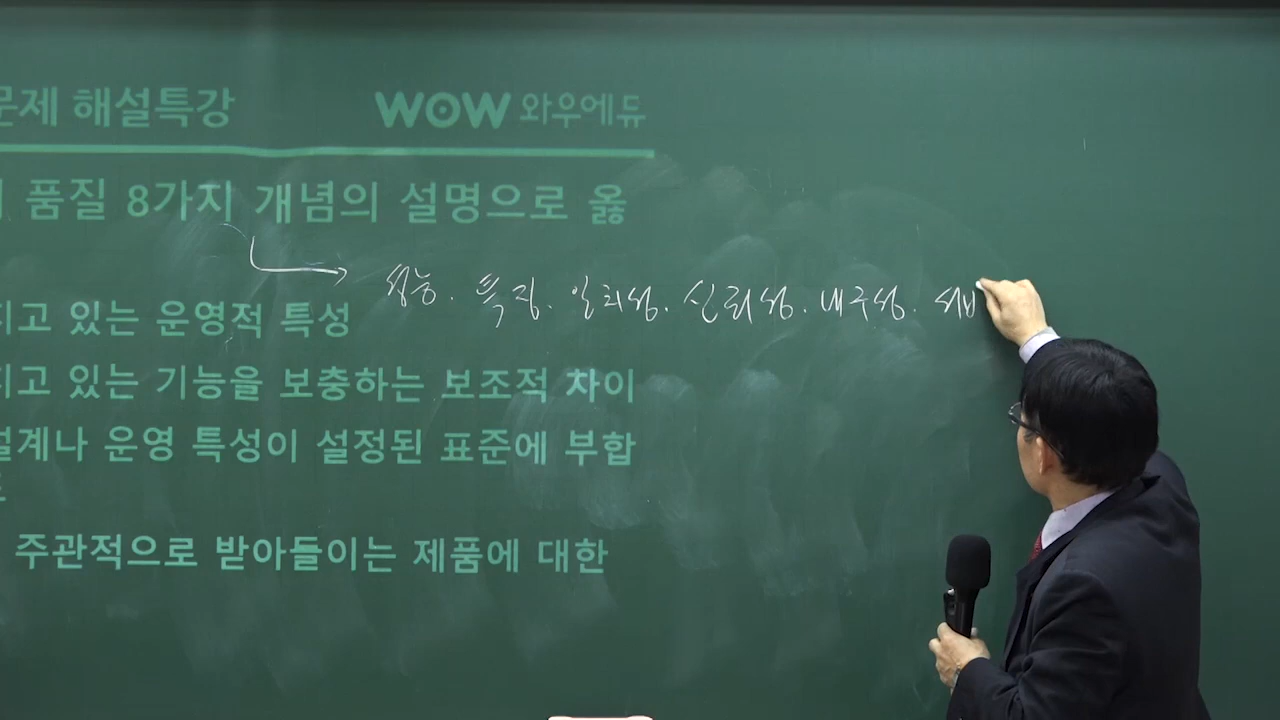 문제 해설특강
WOW 와우에듀
품질 8가지 개념의 설명으로 옳
성능. 특징. 일치성. 신뢰성. 내구성. 서비
지고 있는 운영적 특성
지고 있는 기능을 보충하는 보조적 차이
설계나 운영 특성이 설정된 표준에 부합
주관적으로 받아들이는 제품에 대한